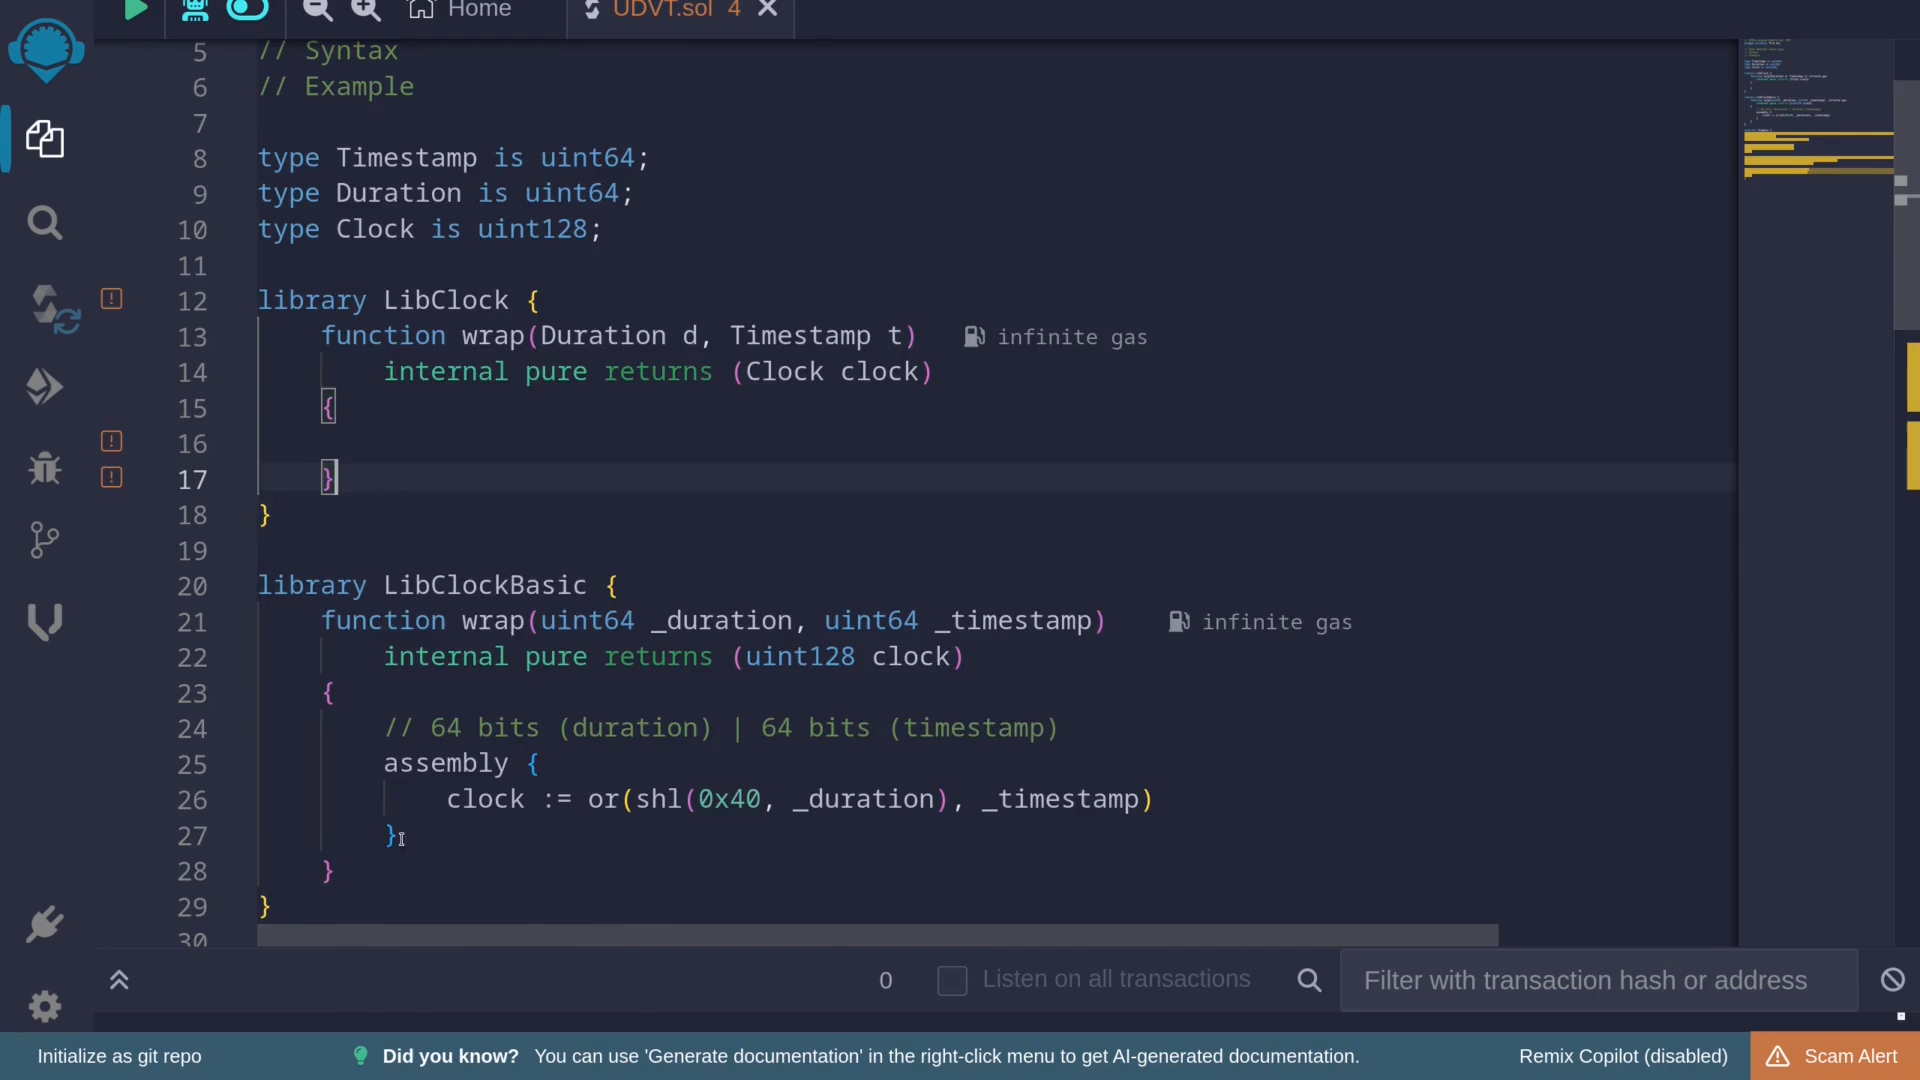 Home
UDVT.sol 4
5 // Syntax
6 // Example
7
8 type Timestamp is uint64;
9 type Duration is uint64;
10 type Clock is uint128;
11
12 library LibClock {
13 function wrap(Duration d, Timestamp t) infinite gas
14 internal pure returns (Clock clock)
15 {
16
17 }
18 }
19
20 library LibClockBasic {
21 function wrap(uint64 _duration, uint64 _timestamp) infinite gas
22 internal pure returns (uint128 clock)
23 {
24 // 64 bits (duration) | 64 bits (timestamp)
25 assembly {
26 clock := or(shl(0x40, _duration), _timestamp)
27 }
28 }
29 }
30
0 Listen on all transactions Filter with transaction hash or address
Initialize as git repo Did you know? You can use 'Generate documentation' in the right-click menu to get AI-generated documentation. Remix Copilot (disabled) Scam Alert